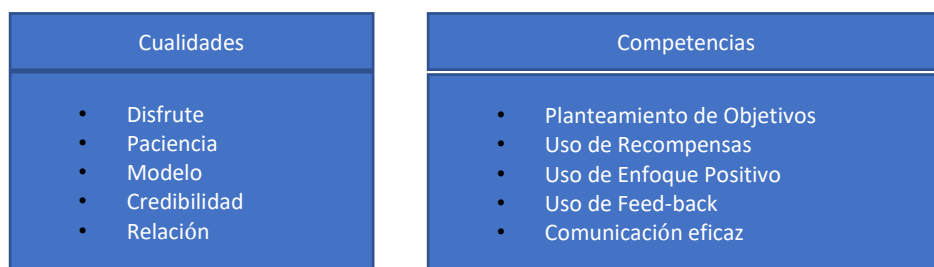 Cualidades
• Disfrute
• Paciencia
• Modelo
• Credibilidad
• Relación
Competencias
• Planteamiento de Objetivos
• Uso de Recompensas
• Uso de Enfoque Positivo
• Uso de Feed-back
• Comunicación eficaz